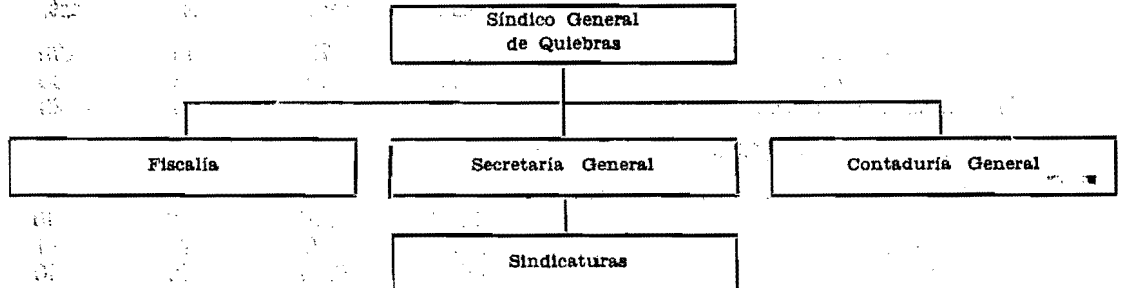 Síndico General
de Quiebras
Fiscalía
Secretaría General
Contaduría General
Sindicaturas